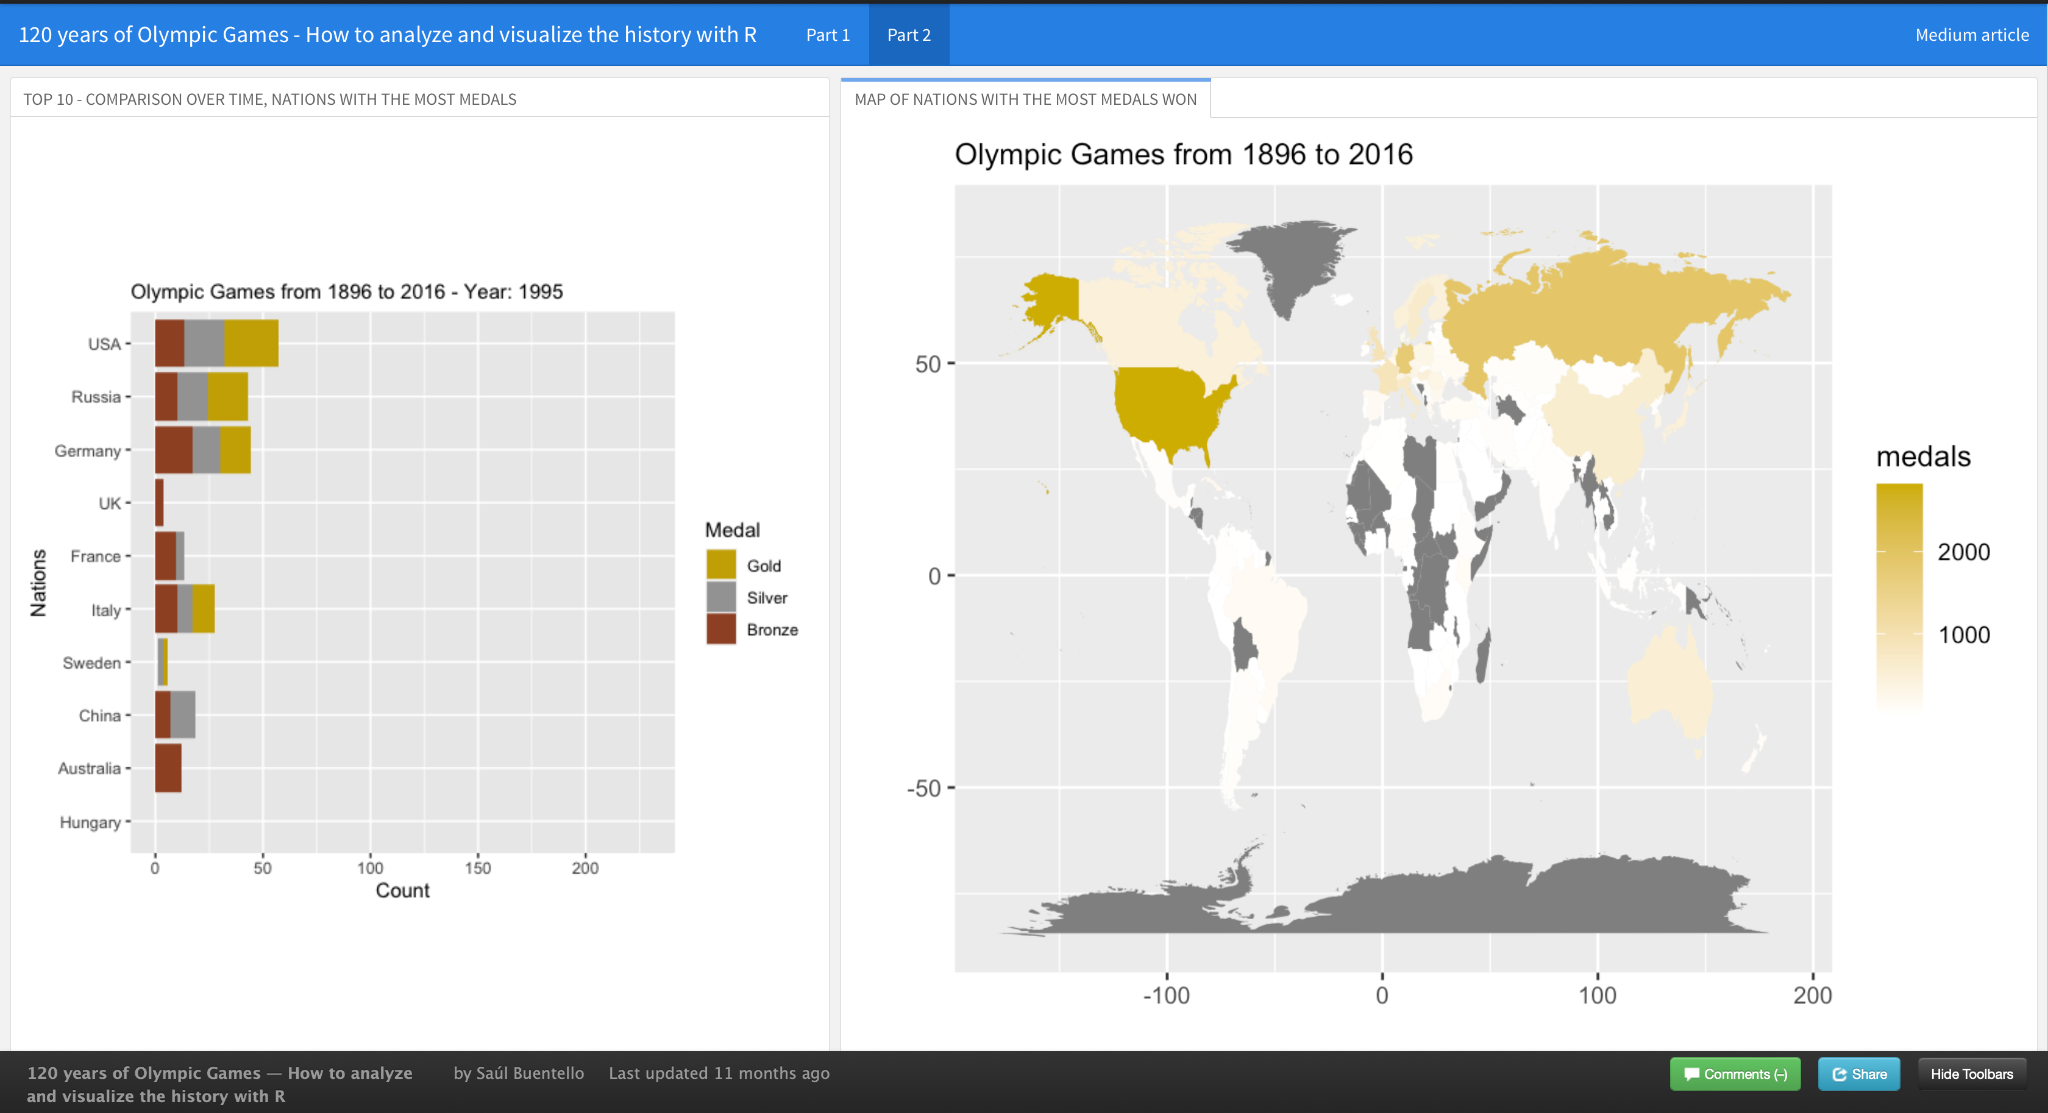 120 years of Olympic Games - How to analyze and visualize the history with R
Part 1
Part 2
Medium article
TOP 10 - COMPARISON OVER TIME, NATIONS WITH THE MOST MEDALS
Olympic Games from 1896 to 2016 - Year: 1995
Nations
USA
Russia
Germany
UK
France
Italy
Sweden
China
Australia
Hungary
0 50 100 150 200
Count
Medal
Gold
Silver
Bronze
MAP OF NATIONS WITH THE MOST MEDALS WON
Olympic Games from 1896 to 2016
50
0
-50
-100 0 100 200
medals
2000
1000
120 years of Olympic Games — How to analyze
and visualize the history with R
by Saúl Buentello
Last updated 11 months ago
Comments (–)
Share
Hide Toolbars